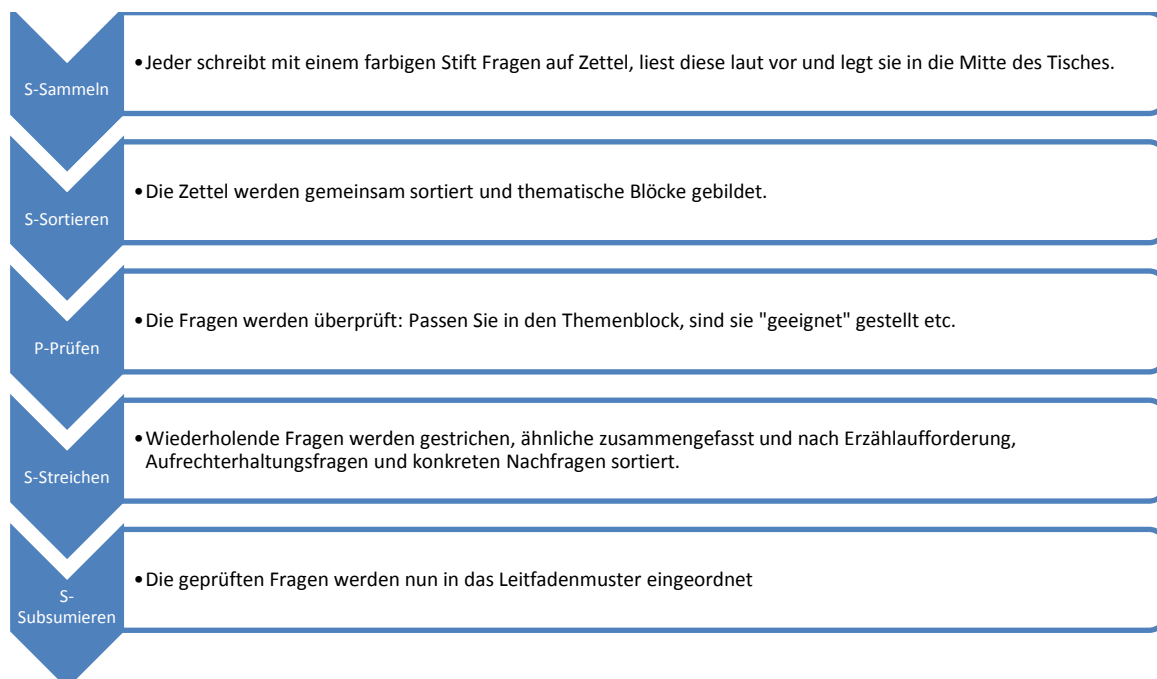 S-Sammeln
•Jeder schreibt mit einem farbigen Stift Fragen auf Zettel, liest diese laut vor und legt sie in die Mitte des Tisches.
S-Sortieren
•Die Zettel werden gemeinsam sortiert und thematische Blöcke gebildet.
P-Prüfen
•Die Fragen werden überprüft: Passen Sie in den Themenblock, sind sie "geeignet" gestellt etc.
S-Streichen
•Wiederholende Fragen werden gestrichen, ähnliche zusammengefasst und nach Erzählaufforderung,
Aufrechterhaltungsfragen und konkreten Nachfragen sortiert.
S-
Subsumieren
•Die geprüften Fragen werden nun in das Leitfadenmuster eingeordnet